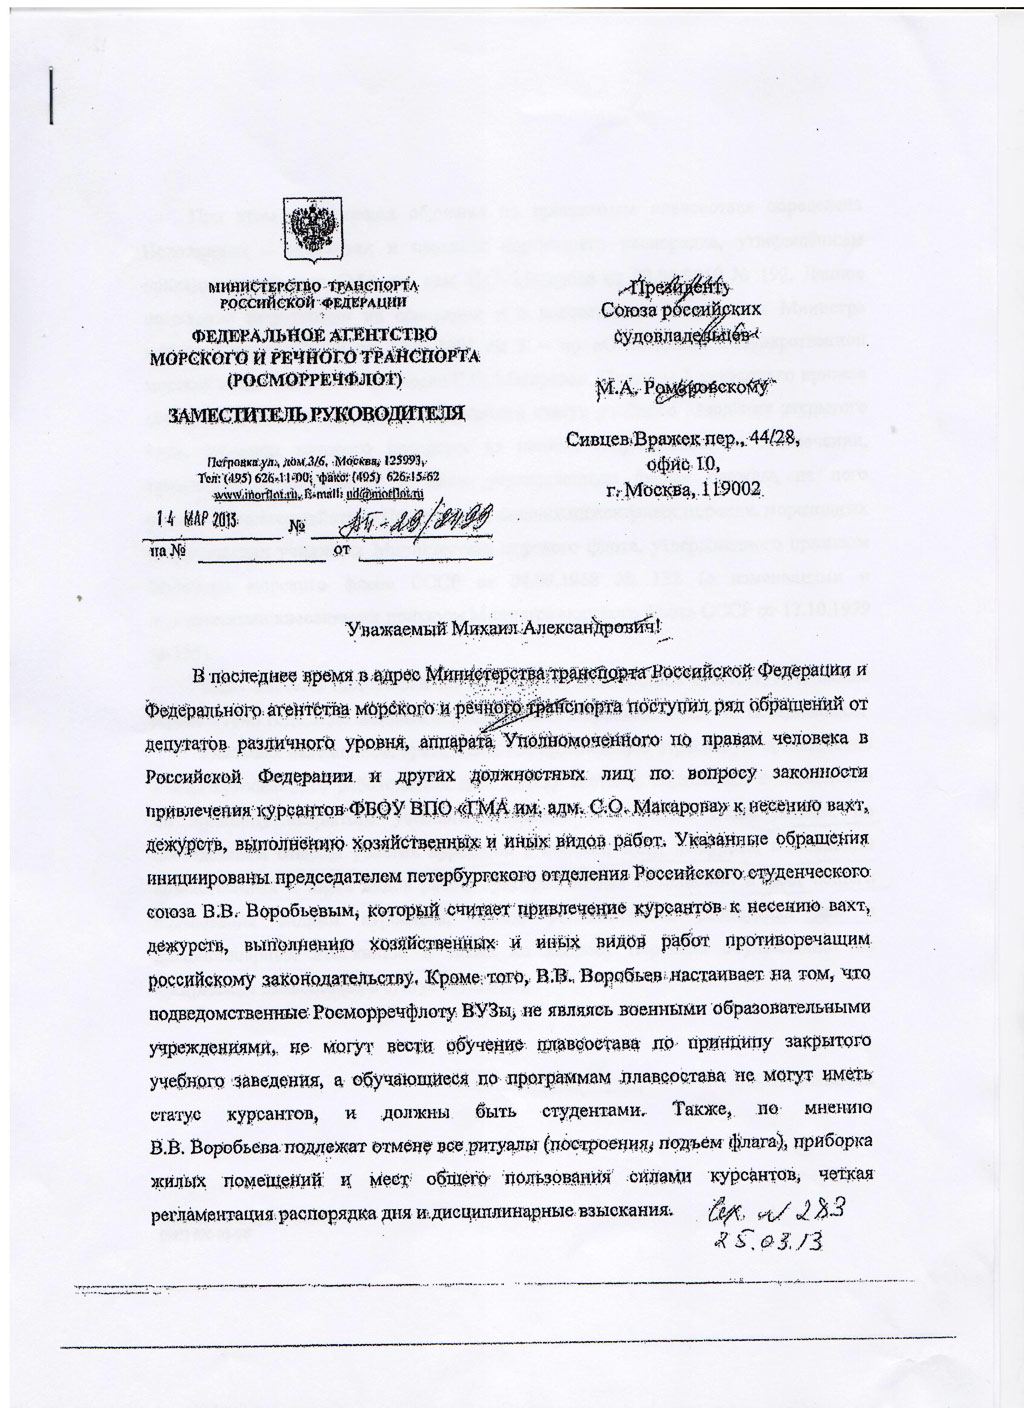 МИНИСТЕРСТВО ТРАНСПОРТА
РОССИЙСКОЙ ФЕДЕРАЦИИ
ФЕДЕРАЛЬНОЕ АГЕНТСТВО
МОРСКОГО И РЕЧНОГО ТРАНСПОРТА
(РОСМОРРЕЧФЛОТ)
ЗАМЕСТИТЕЛЬ РУКОВОДИТЕЛЯ
Петровка ул., дом 3/6, Москва, 125993,
Тел: (495) 626-11-00; факс: (495) 626-15-62
www.morflot.ru, E-mail: ud@morflot.ru
14 МАР 2013 №
на № от
Президенту
Союза российских
судовладельцев
М.А. Романовскому
Сивцев Вражек пер., 44/28,
офис 10,
г. Москва, 119002
Уважаемый Михаил Александрович!
В последнее время в адрес Министерства транспорта Российской Федерации и
Федерального агентства морского и речного транспорта поступил ряд обращений от
депутатов различного уровня, аппарата Уполномоченного по правам человека в
Российской Федерации и других должностных лиц по вопросу законности
привлечения курсантов ФБОУ ВПО «ГМА им. адм. С.О. Макарова» к несению вахт,
дежурств, выполнению хозяйственных и иных видов работ. Указанные обращения
инициированы председателем петербургского отделения Российского студенческого
союза В.В. Воробьевым, который считает привлечение курсантов к несению вахт,
дежурств, выполнению хозяйственных и иных видов работ противоречащим
российскому законодательству. Кроме того, В.В. Воробьев настаивает на том, что
подведомственные Росморречфлоту ВУЗы, не являясь военными образовательными
учреждениями, не могут вести обучение плавсостава по принципу закрытого
учебного заведения, а обучающиеся по программам плавсостава не могут иметь
статус курсантов, и должны быть студентами. Также, по мнению
В.В. Воробьева подлежат отмене все ритуалы (построения, подъем флага), приборка
жилых помещений и мест общего пользования силами курсантов, четкая
регламентация распорядка дня и дисциплинарные взыскания.
283
25.03.13